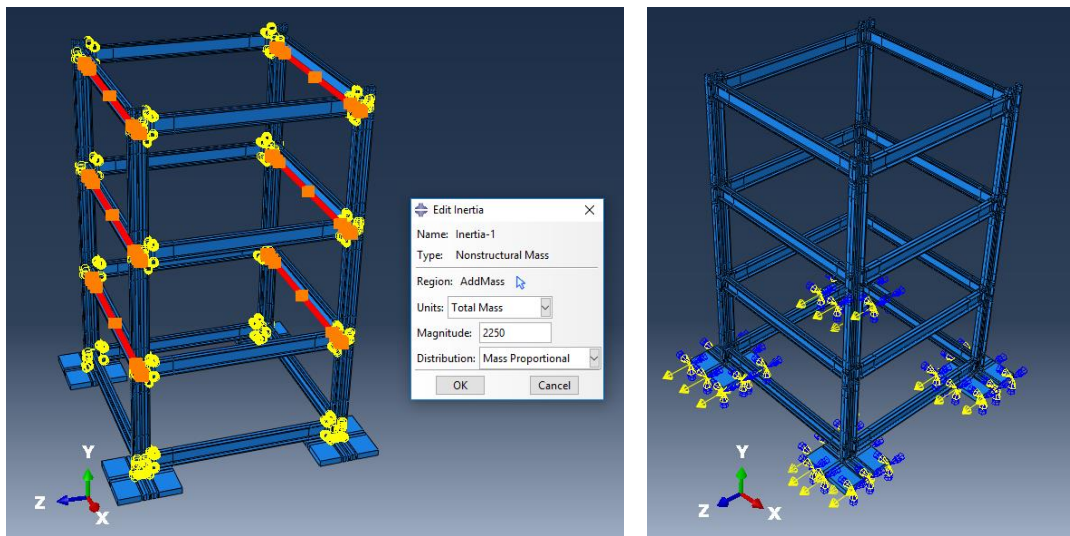 Edit Inertia
Name: Inertia-1
Type: Nonstructural Mass
Region: AddMass
Units: Total Mass
Magnitude: 2250
Distribution: Mass Proportional
OK Cancel
Y
Z
X
Y
Z
X